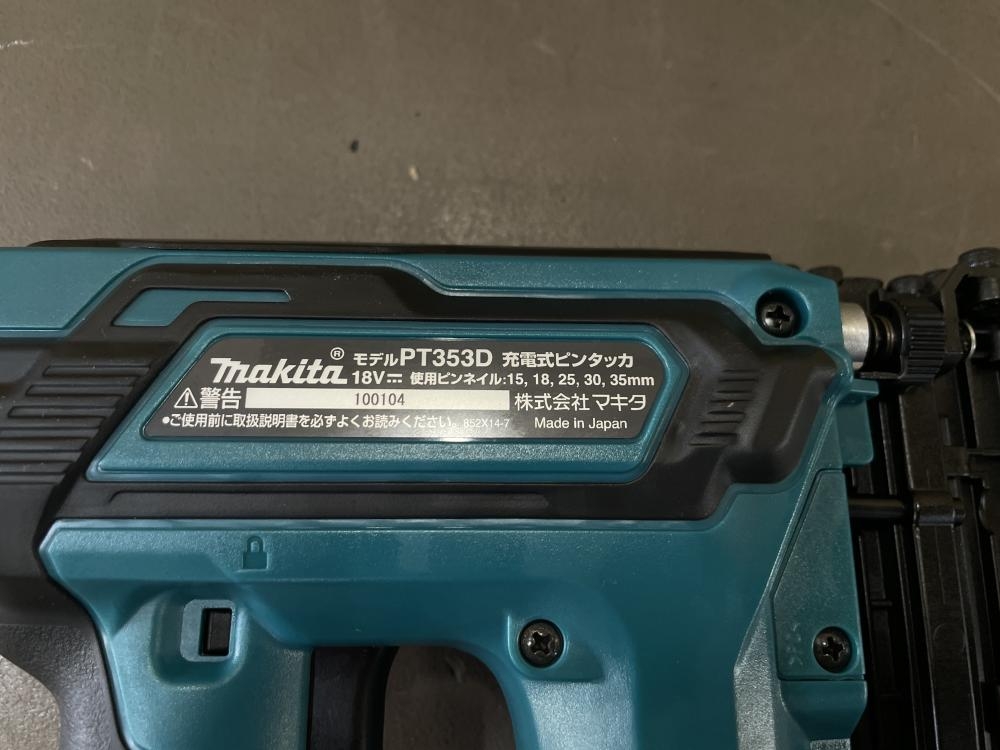 Makita® モデルPT353D 充電式ピンタッカ
18V⎓ 使用ピンネイル:15, 18, 25, 30, 35mm
⚠警告 100104 株式会社マキタ
●ご使用前に取扱説明書を必ずよくお読みください。 852X14-7 Made in Japan